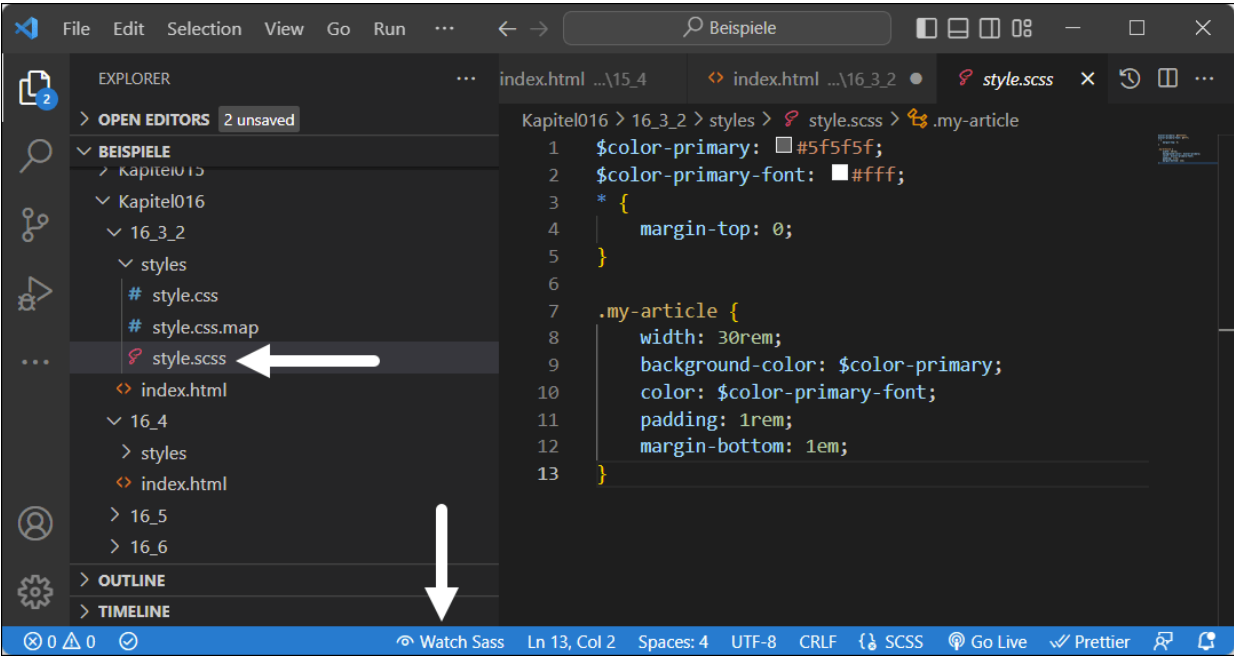 File Edit Selection View Go Run ··· ← → Beispiele
EXPLORER ···
OPEN EDITORS 2 unsaved
BEISPIELE
Kapitel015
Kapitel016
16_3_2
styles
# style.css
# style.css.map
style.scss
<> index.html
16_4
styles
<> index.html
16_5
16_6
OUTLINE
TIMELINE
2
index.html ...\15_4 <> index.html ...\16_3_2 ● style.scss ×
Kapitel016 > 16_3_2 > styles > style.scss > .my-article
1 $color-primary: #5f5f5f;
2 $color-primary-font: #fff;
3 * {
4 margin-top: 0;
5 }
6
7 .my-article {
8 width: 30rem;
9 background-color: $color-primary;
10 color: $color-primary-font;
11 padding: 1rem;
12 margin-bottom: 1em;
13 }
0 0 Watch Sass Ln 13, Col 2 Spaces: 4 UTF-8 CRLF SCSS Go Live Prettier